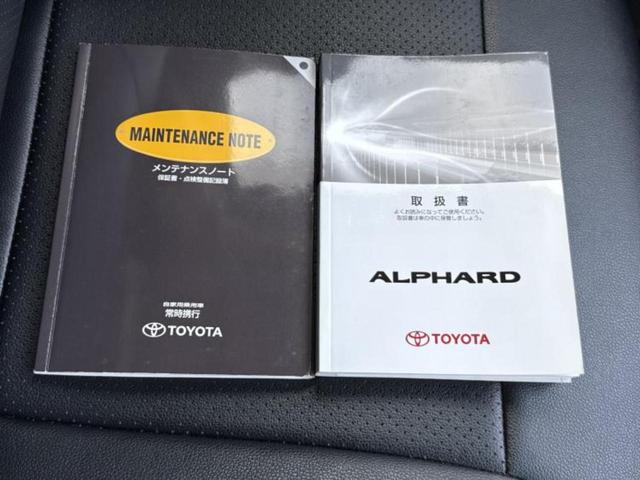 MAINTENANCE NOTE
メンテナンスノート
保証書・点検整備記録簿
自家用乗用車
常時携行
TOYOTA
取扱書
よくお読みになってご使用ください。
取扱書は車の中に保管しましょう。
ALPHARD
TOYOTA